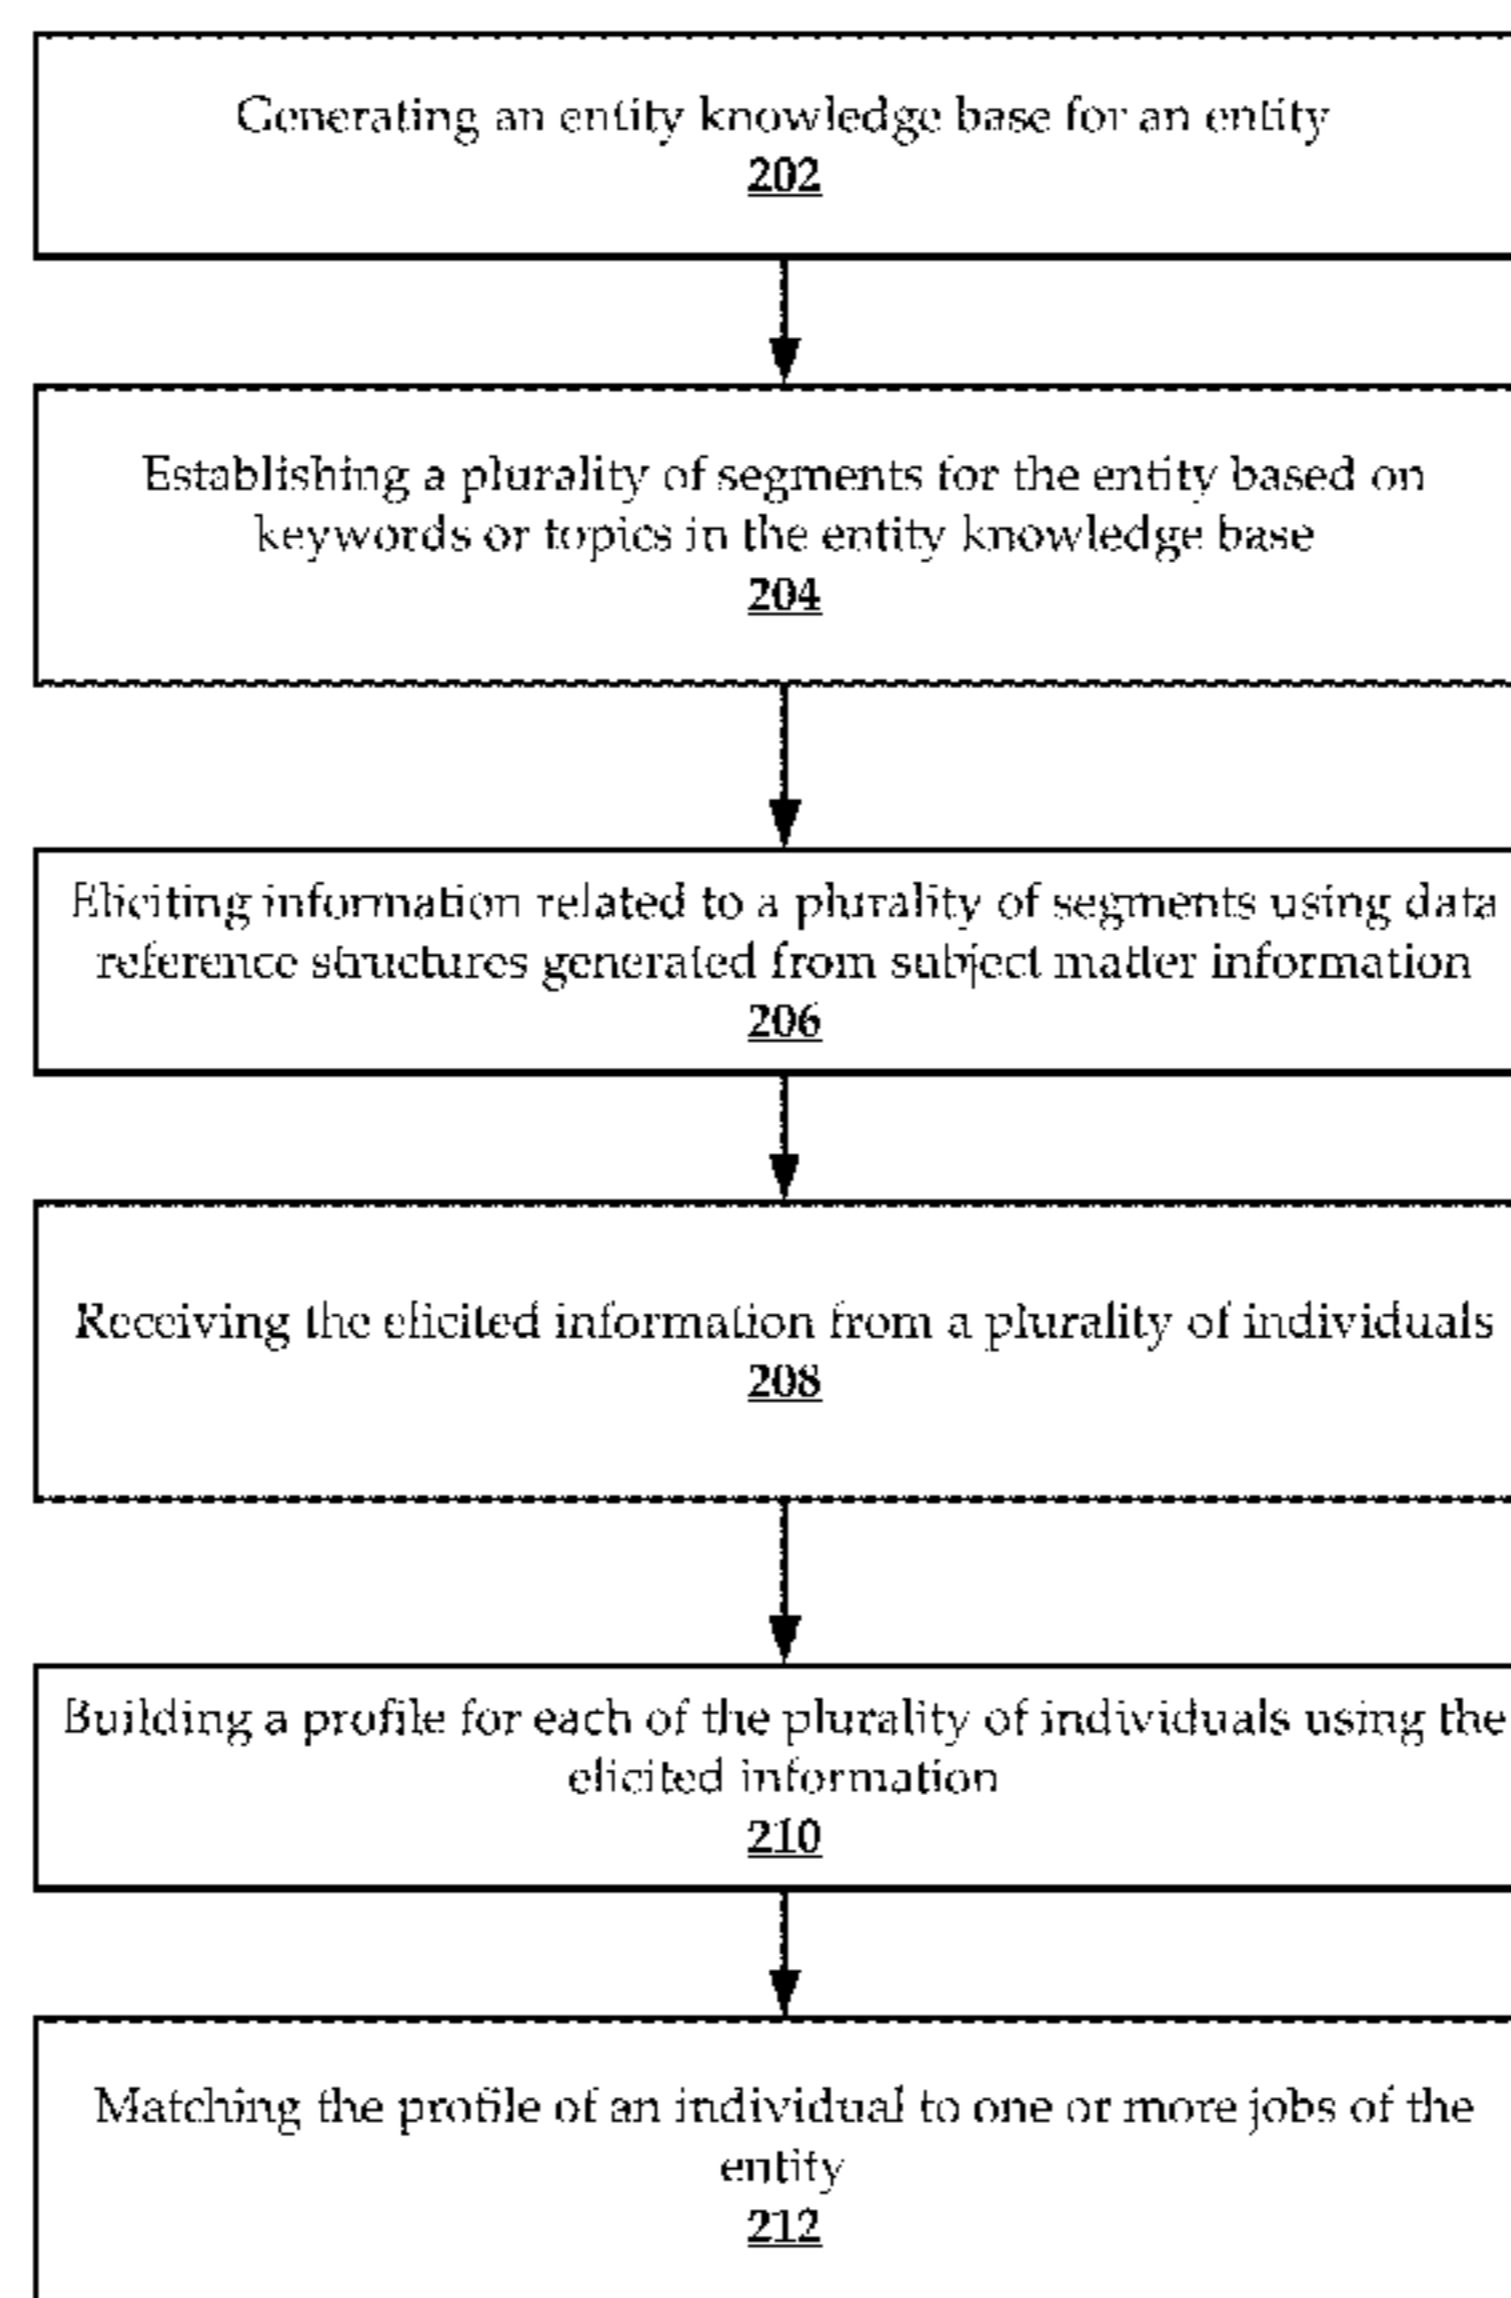 Generating an entity knowledge base for an entity
202
Establishing a plurality of segments for the entity based on
keywords or topics in the entity knowledge base
204
Eliciting information related to a plurality of segments using data
reference structures generated from subject matter information
206
Receiving the elicited information from a plurality of individuals
208
Building a profile for each of the plurality of individuals using the
elicited information
210
Matching the profile of an individual to one or more jobs of the
entity
212